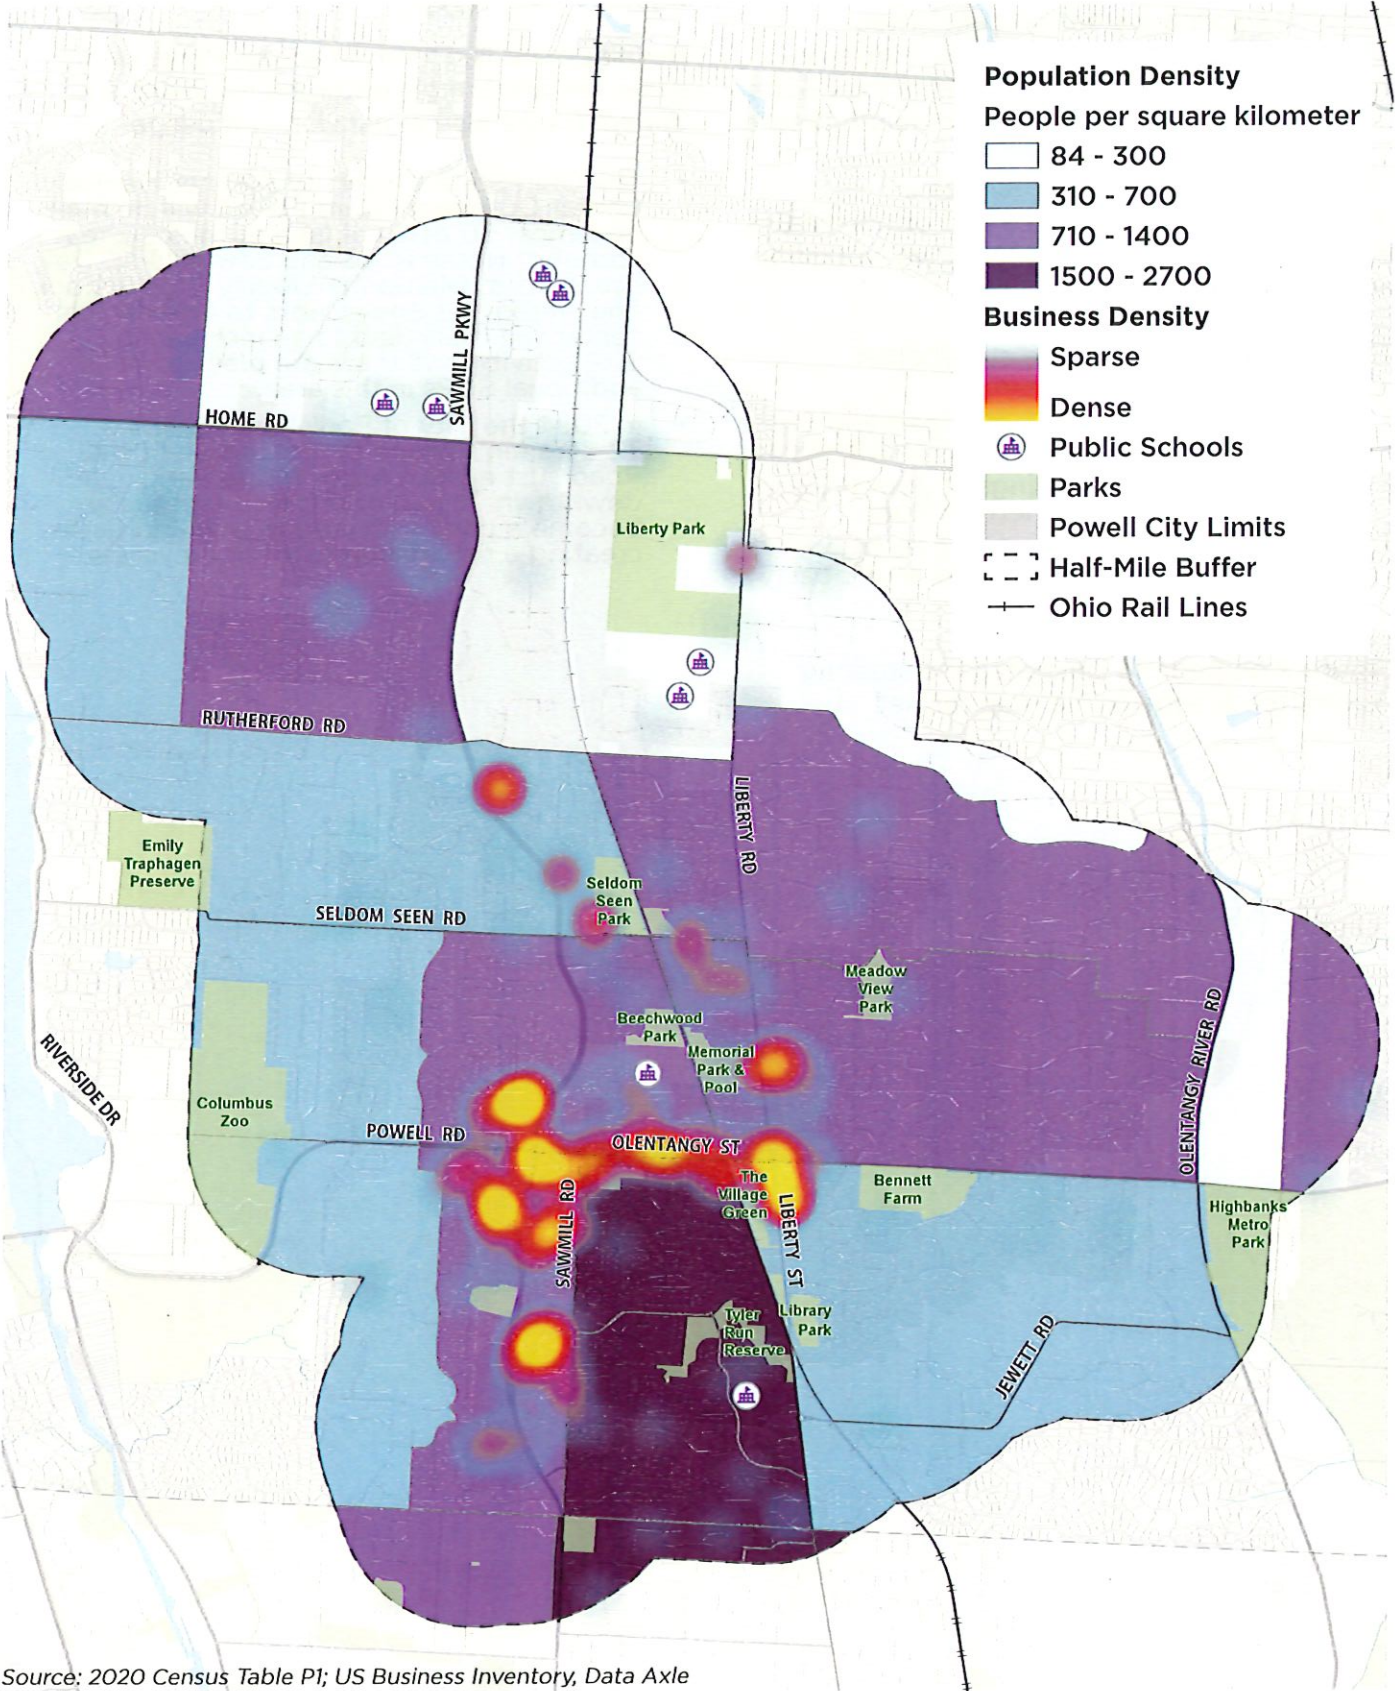 Population Density
People per square kilometer
84 - 300
310 - 700
710 - 1400
1500 - 2700
Business Density
Sparse
Dense
Public Schools
Parks
Powell City Limits
Half-Mile Buffer
Ohio Rail Lines
SAWMILL PKWY
HOME RD
Liberty Park
RUTHERFORD RD
LIBERTY RD
Emily
Traphagen
Preserve
Seldom
Seen
Park
SELDOM SEEN RD
Meadow
View
Park
Beechwood
Park
Memorial
Park &
Pool
OLENTANGY RIVER RD
RIVERSIDE DR
Columbus
Zoo
POWELL RD
OLENTANGY ST
The
Village
Green
Bennett
Farm
Highbanks
Metro
Park
SAWMILL RD
LIBERTY ST
Library
Park
Tyler
Run
Reserve
JEWETT RD
Source: 2020 Census Table P1; US Business Inventory, Data Axle